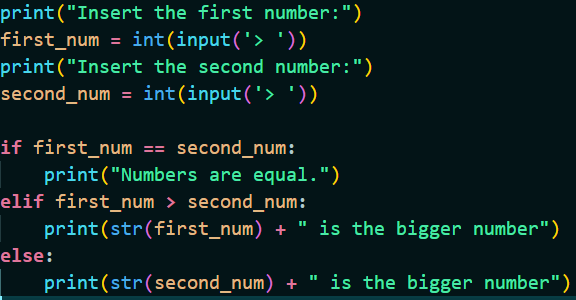 print("Insert the first number:")
first_num = int(input('> '))
print("Insert the second number:")
second_num = int(input('> '))

if first_num == second_num:
    print("Numbers are equal.")
elif first_num > second_num:
    print(str(first_num) + " is the bigger number")
else:
    print(str(second_num) + " is the bigger number")